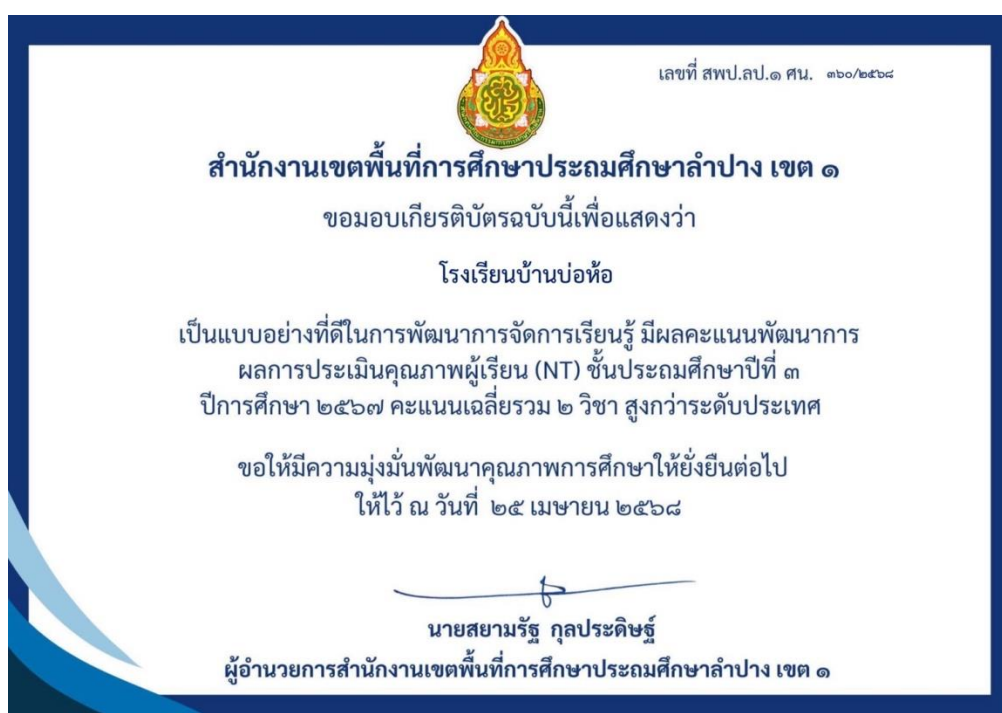 เลขที่ สพป.ลป.๑ ศน. ๓๖๐/๒๕๖๘
สำนักงานเขตพื้นที่การศึกษาประถมศึกษาลำปาง เขต ๑
ขอมอบเกียรติบัตรฉบับนี้เพื่อแสดงว่า
โรงเรียนบ้านบ่อห้อ
เป็นแบบอย่างที่ดีในการพัฒนาการจัดการเรียนรู้ มีผลคะแนนพัฒนาการ
ผลการประเมินคุณภาพผู้เรียน (NT) ชั้นประถมศึกษาปีที่ ๓
ปีการศึกษา ๒๕๖๗ คะแนนเฉลี่ยรวม ๒ วิชา สูงกว่าระดับประเทศ
ขอให้มีความมุ่งมั่นพัฒนาคุณภาพการศึกษาให้ยั่งยืนต่อไป
ให้ไว้ ณ วันที่ ๒๕ เมษายน ๒๕๖๘
นายสยามรัฐ กุลประดิษฐ์
ผู้อำนวยการสำนักงานเขตพื้นที่การศึกษาประถมศึกษาลำปาง เขต ๑